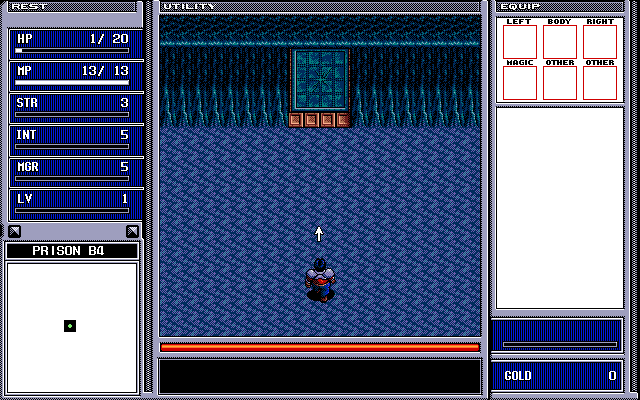 REST
HP 1/ 20
MP 13/ 13
STR 3
INT 5
MGR 5
LV 1
PRISON B4
UTILITY
EQUIP
LEFT BODY RIGHT
MAGIC OTHER OTHER
GOLD 0